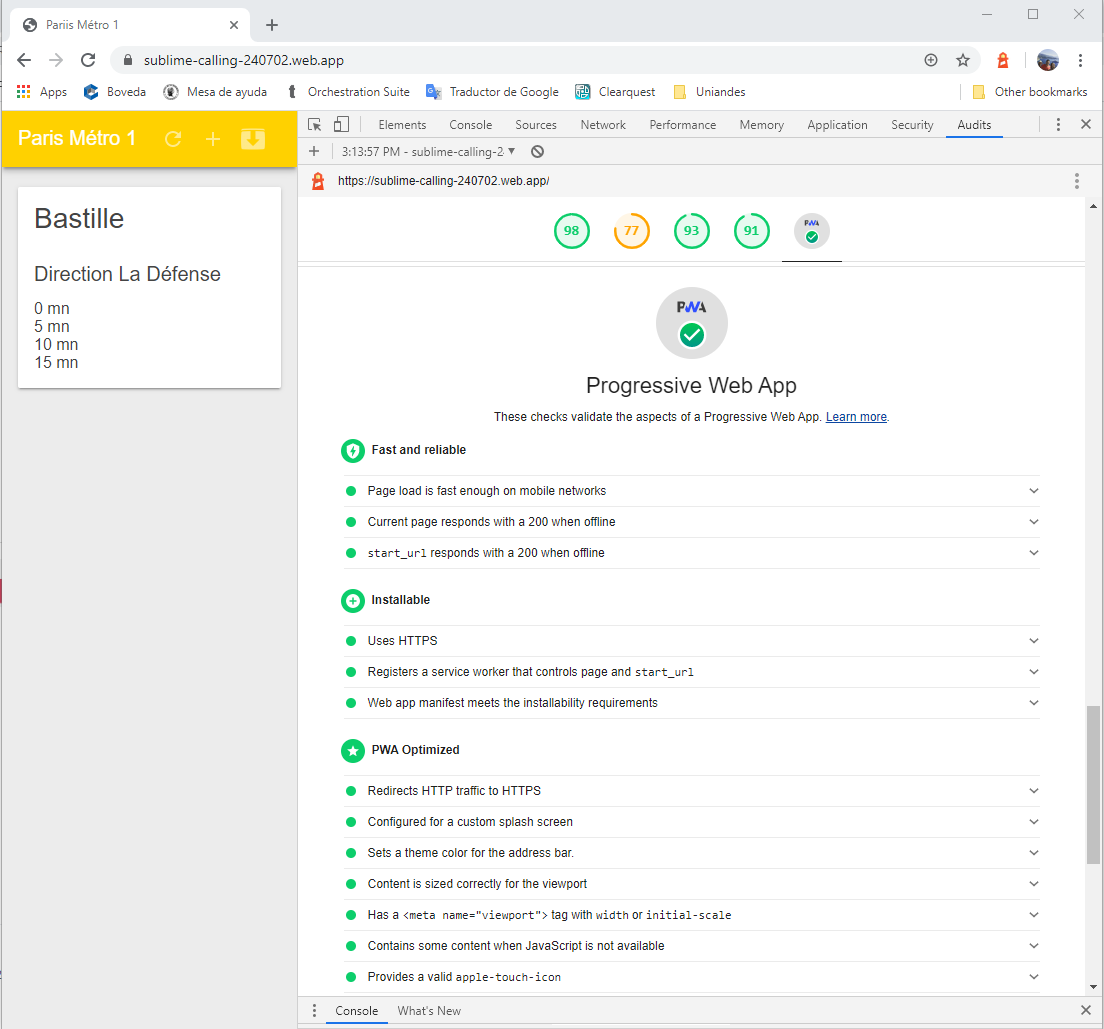 Pariis Métro 1
sublime-calling-240702.web.app
Apps Boveda Mesa de ayuda Orchestration Suite Traductor de Google Clearquest Uniandes Other bookmarks
Paris Métro 1
Bastille
Direction La Défense
0 mn
5 mn
10 mn
15 mn
Elements Console Sources Network Performance Memory Application Security Audits
3:13:57 PM - sublime-calling-2
https://sublime-calling-240702.web.app/
98 77 93 91 PWA
PWA
Progressive Web App
These checks validate the aspects of a Progressive Web App. Learn more.
Fast and reliable
Page load is fast enough on mobile networks
Current page responds with a 200 when offline
start_url responds with a 200 when offline
Installable
Uses HTTPS
Registers a service worker that controls page and start_url
Web app manifest meets the installability requirements
PWA Optimized
Redirects HTTP traffic to HTTPS
Configured for a custom splash screen
Sets a theme color for the address bar.
Content is sized correctly for the viewport
Has a <meta name="viewport"> tag with width or initial-scale
Contains some content when JavaScript is not available
Provides a valid apple-touch-icon
Console What's New